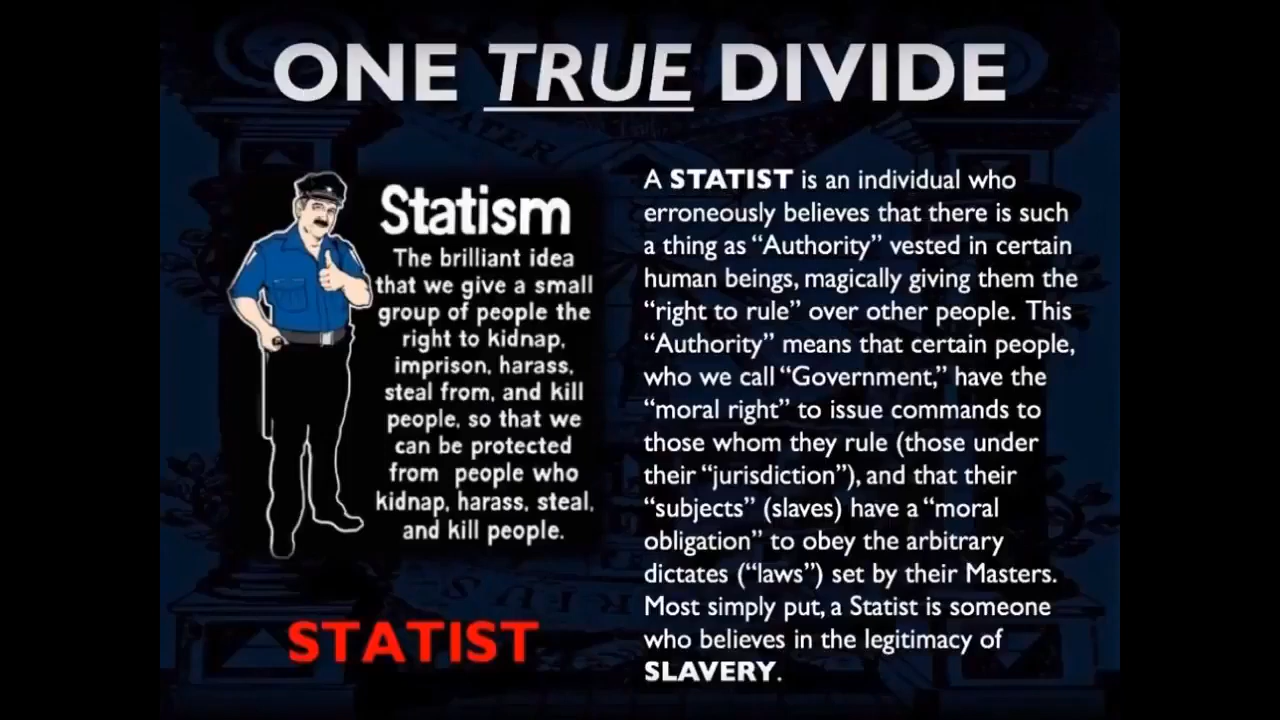 ONE TRUE DIVIDE
Statism
The brilliant idea
that we give a small
group of people the
right to kidnap,
imprison, harass,
steal from, and kill
people, so that we
can be protected
from people who
kidnap, harass, steal,
and kill people.
STATIST
A STATIST is an individual who
erroneously believes that there is such
a thing as “Authority” vested in certain
human beings, magically giving them the
“right to rule” over other people. This
“Authority” means that certain people,
who we call “Government,” have the
“moral right” to issue commands to
those whom they rule (those under
their “jurisdiction”), and that their
“subjects” (slaves) have a “moral
obligation” to obey the arbitrary
dictates (“laws”) set by their Masters.
Most simply put, a Statist is someone
who believes in the legitimacy of
SLAVERY.